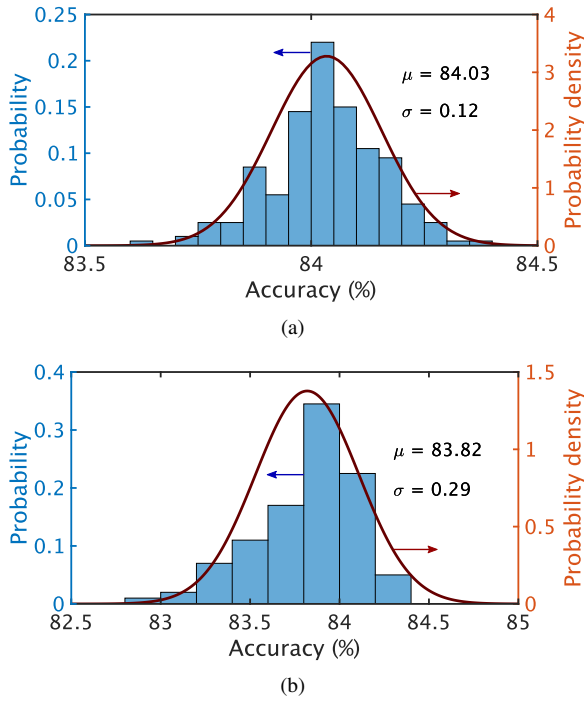 0.25
0.2
0.15
0.1
0.05
0
Probability
4
3
2
1
0
Probability density
μ = 84.03
σ = 0.12
83.5
84
84.5
Accuracy (%)
(a)
0.4
0.3
0.2
0.1
0
Probability
1.5
1
0.5
0
Probability density
μ = 83.82
σ = 0.29
82.5
83
83.5
84
84.5
85
Accuracy (%)
(b)